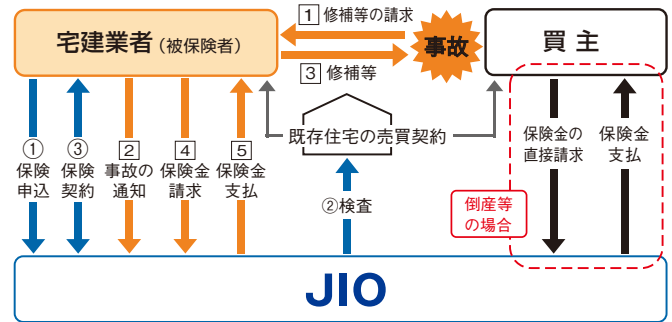 宅建業者（被保険者）
1 修補等の請求
3 修補等
事故
買主
既存住宅の売買契約
① 保険
申込
③ 保険
契約
2 事故の
通知
4 保険金
請求
5 保険金
支払
②検査
保険金の
直接請求
保険金
支払
倒産等
の場合
JIO